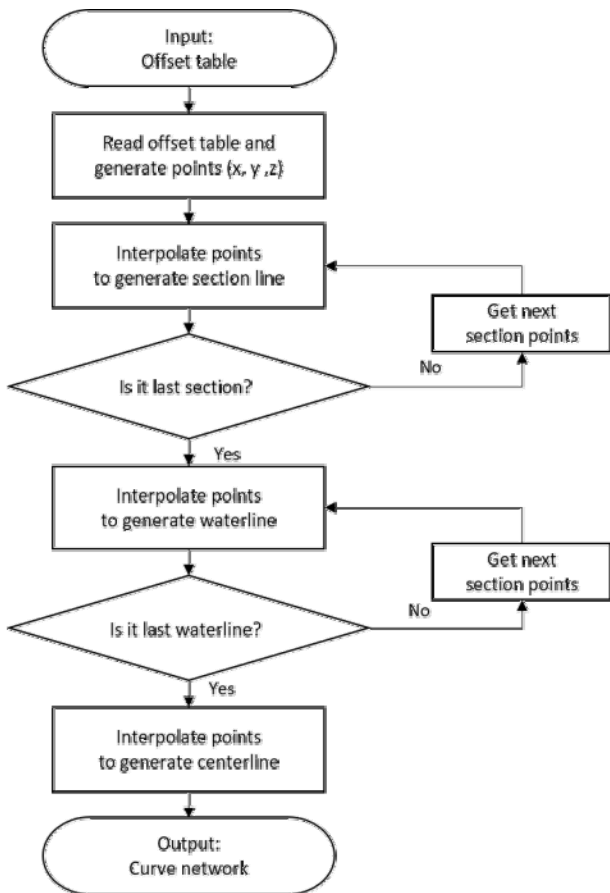 Input:
Offset table
Read offset table and
generate points (x, y ,z)
Interpolate points
to generate section line
Get next
section points
No
Is it last section?
Yes
Interpolate points
to generate waterline
Get next
section points
No
Is it last waterline?
Yes
Interpolate points
to generate centerline
Output:
Curve network